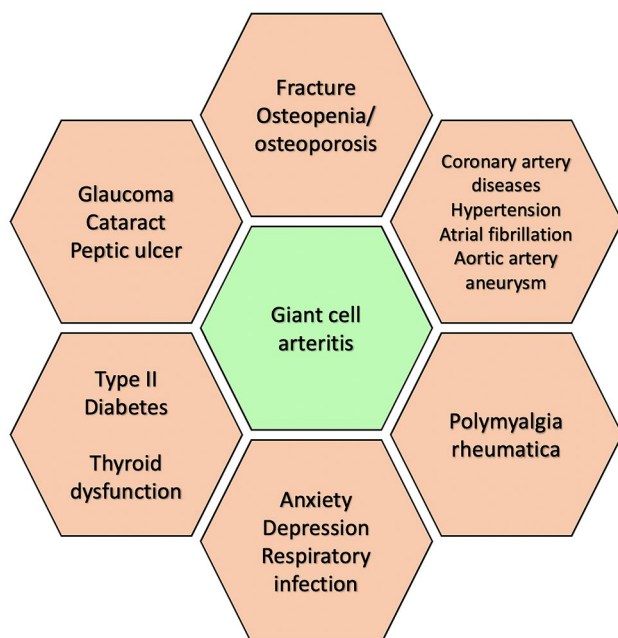 Fracture
Osteopenia/
osteoporosis
Glaucoma
Cataract
Peptic ulcer
Coronary artery
diseases
Hypertension
Atrial fibrillation
Aortic artery
aneurysm
Giant cell
arteritis
Type II
Diabetes
Thyroid
dysfunction
Polymyalgia
rheumatica
Anxiety
Depression
Respiratory
infection